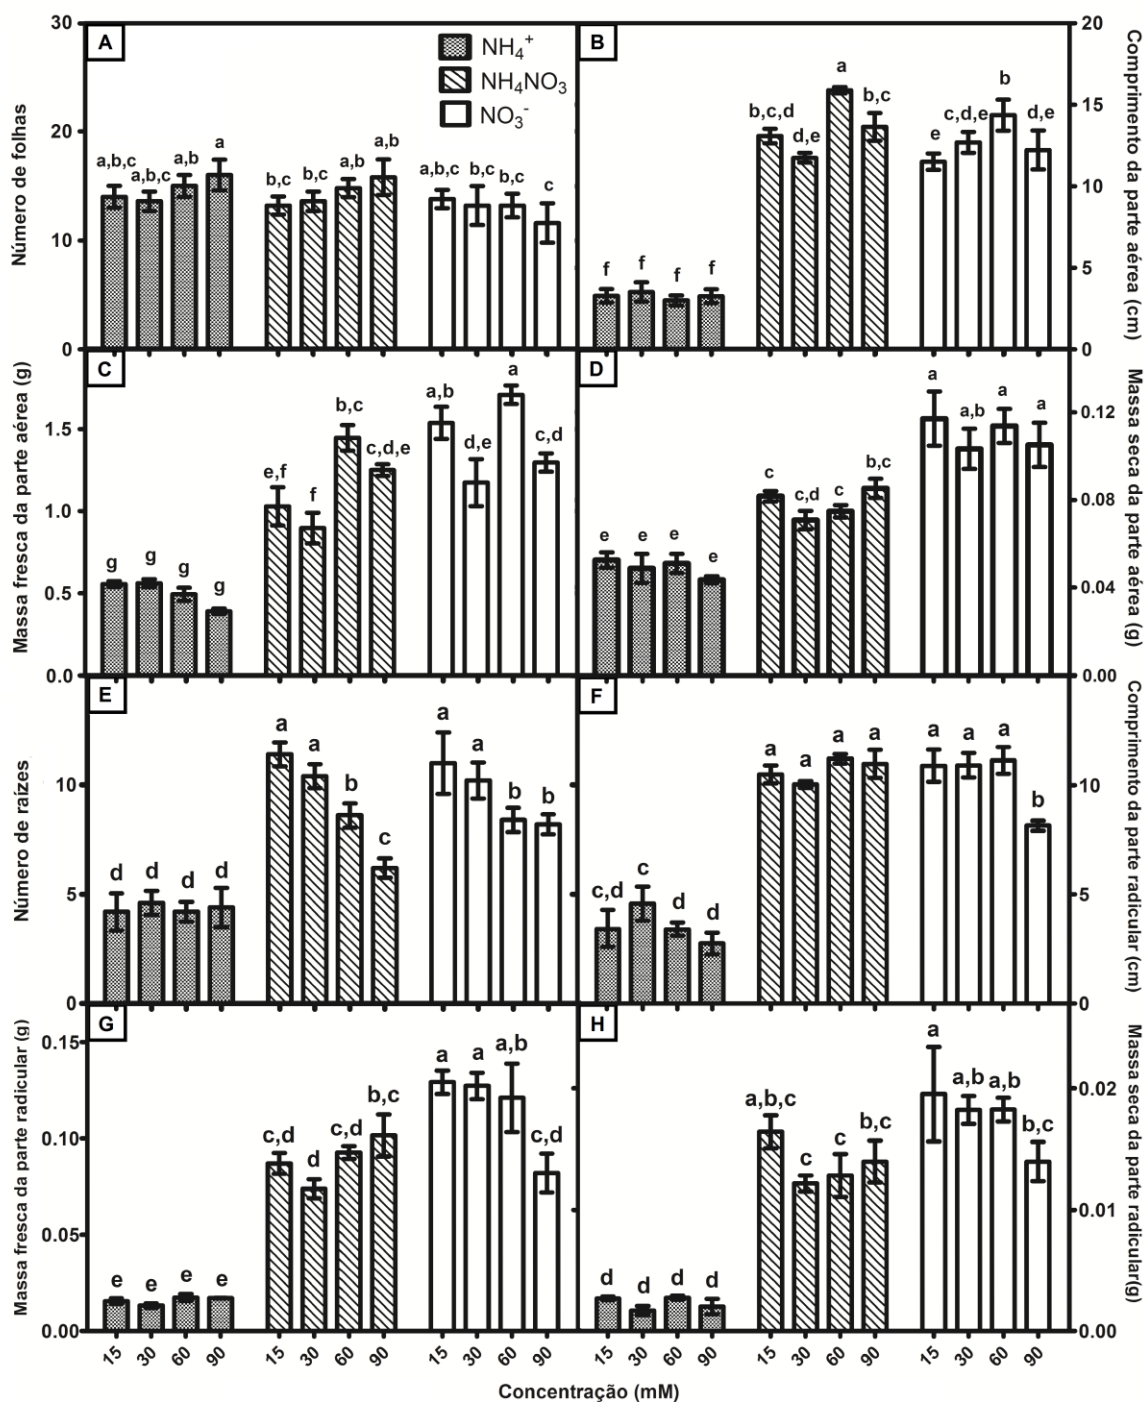 A
NH₄⁺
NH₄NO₃
NO₃⁻
Número de folhas
30
20
10
0
a,b,c
a,b,c
a,b
a
b,c
b,c
a,b
a,b
a,b,c
b,c
b,c
c
B
Comprimento da parte aérea (cm)
20
15
10
5
0
f
f
f
f
b,c,d
d,e
a
b,c
e
c,d,e
b
d,e
C
Massa fresca da parte aérea (g)
1.5
1.0
0.5
0.0
g
g
g
g
e,f
f
b,c
c,d,e
a,b
d,e
a
c,d
D
Massa seca da parte aérea (g)
0.12
0.08
0.04
0.00
e
e
e
e
c
c,d
c
b,c
a
a,b
a
a
E
Número de raízes
10
5
0
d
d
d
d
a
a
b
c
a
a
b
b
F
Comprimento da parte radicular (cm)
10
5
0
c,d
c
d
d
a
a
a
a
a
a
a
b
G
Massa fresca da parte radicular (g)
0.15
0.10
0.05
0.00
e
e
e
e
c,d
d
c,d
b,c
a
a
a,b
c,d
H
Massa seca da parte radicular(g)
0.02
0.01
0.00
d
d
d
d
a,b,c
c
c
b,c
a
a,b
a,b
b,c
15 30 60 90 15 30 60 90 15 30 60 90 15 30 60 90 15 30 60 90 15 30 60 90
Concentração (mM)